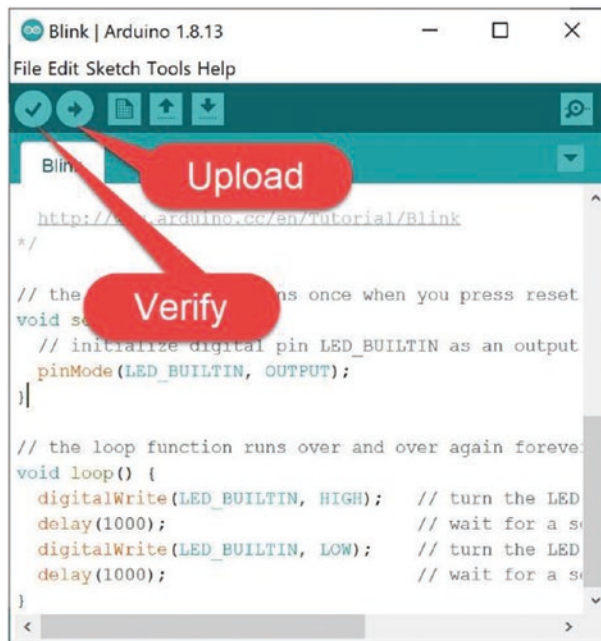 Blink | Arduino 1.8.13
File Edit Sketch Tools Help
Upload
Verify
http:// .arduino.cc/en/Tutorial/Blink
*/
// the once when you press reset
void
// initialize digital pin LED_BUILTIN as an output
pinMode(LED_BUILTIN, OUTPUT);
}
// the loop function runs over and over again forever
void loop() {
digitalWrite(LED_BUILTIN, HIGH); // turn the LED
delay(1000); // wait for a
digitalWrite(LED_BUILTIN, LOW); // turn the LED
delay(1000); // wait for a
}